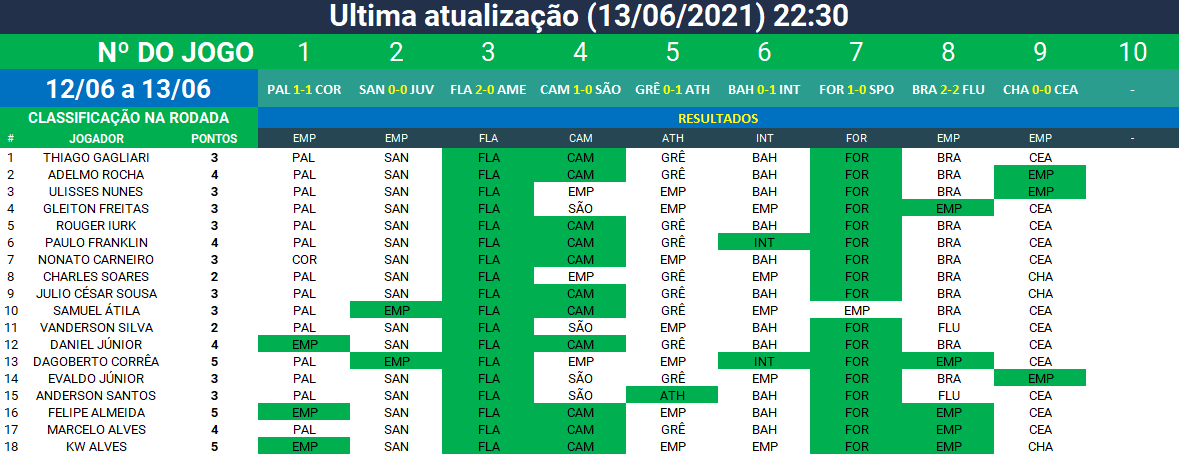 Ultima atualização (13/06/2021) 22:30
Nº DO JOGO 1 2 3 4 5 6 7 8 9 10
12/06 a 13/06 PAL 1-1 COR SAN 0-0 JUV FLA 2-0 AME CAM 1-0 SÃO GRÊ 0-1 ATH BAH 0-1 INT FOR 1-0 SPO BRA 2-2 FLU CHA 0-0 CEA -
CLASSIFICAÇÃO NA RODADA RESULTADOS
# JOGADOR PONTOS EMP EMP FLA CAM ATH INT FOR EMP EMP -
1 THIAGO GAGLIARI 3 PAL SAN FLA CAM GRÊ BAH FOR BRA CEA
2 ADELMO ROCHA 4 PAL SAN FLA CAM GRÊ BAH FOR BRA EMP
3 ULISSES NUNES 3 PAL SAN FLA EMP EMP BAH FOR BRA EMP
4 GLEITON FREITAS 3 PAL SAN FLA SÃO EMP EMP FOR EMP CEA
5 ROUGER IURK 3 PAL SAN FLA CAM GRÊ BAH FOR BRA CEA
6 PAULO FRANKLIN 4 PAL SAN FLA CAM GRÊ INT FOR BRA CEA
7 NONATO CARNEIRO 3 COR SAN FLA CAM EMP BAH FOR BRA CEA
8 CHARLES SOARES 2 PAL SAN FLA EMP GRÊ BAH FOR BRA CHA
9 JULIO CÉSAR SOUSA 3 PAL SAN FLA CAM GRÊ BAH FOR BRA CHA
10 SAMUEL ÁTILA 3 PAL EMP FLA CAM GRÊ EMP EMP BRA CEA
11 VANDERSON SILVA 2 PAL SAN FLA SÃO EMP BAH FOR FLU CEA
12 DANIEL JÚNIOR 4 EMP SAN FLA CAM GRÊ BAH FOR BRA CEA
13 DAGOBERTO CORRÊA 5 PAL EMP FLA EMP EMP INT FOR EMP CEA
14 EVALDO JÚNIOR 3 PAL SAN FLA SÃO GRÊ EMP FOR BRA EMP
15 ANDERSON SANTOS 3 PAL SAN FLA SÃO ATH BAH FOR FLU CEA
16 FELIPE ALMEIDA 5 EMP SAN FLA CAM EMP BAH FOR EMP CEA
17 MARCELO ALVES 4 PAL SAN FLA CAM GRÊ BAH FOR EMP CEA
18 KW ALVES 5 EMP SAN FLA CAM EMP EMP FOR EMP CHA